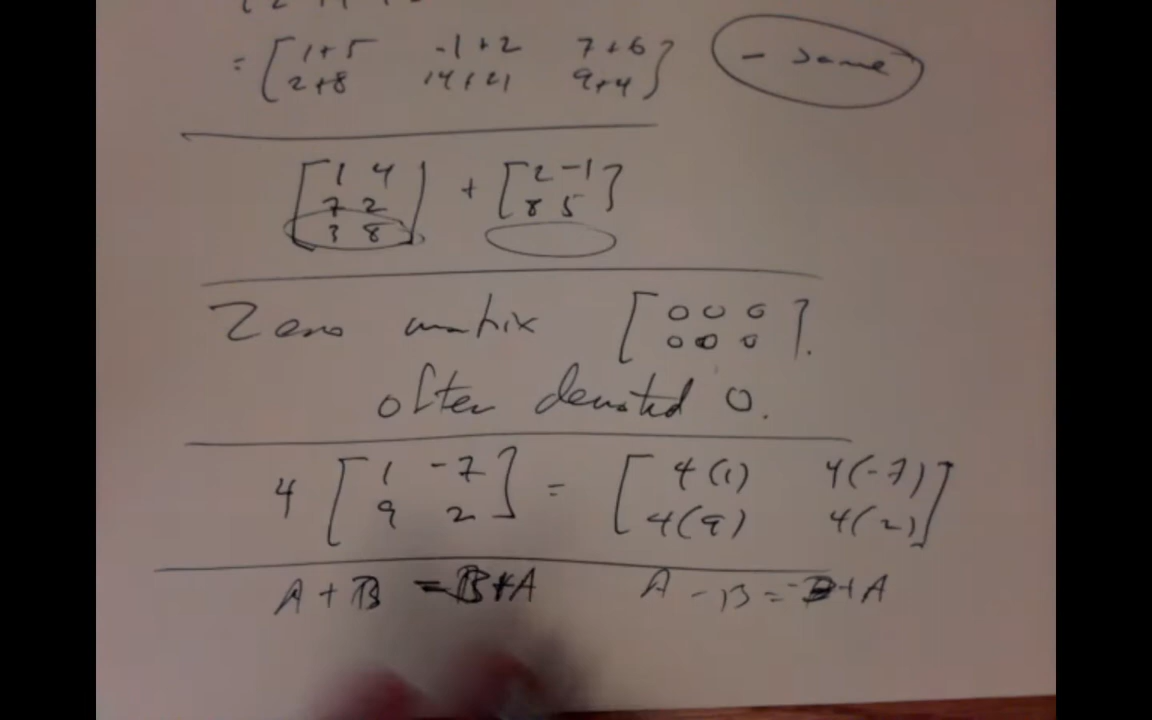 = [ 1+5 -1+2 7+6
2+8 14+21 9+4 ] - same
[ 1 4
7 2
3 8 ] + [ 2 -1
8 5 ]
Zero matrix [ 0 0 0
0 0 0 ].
often denoted 0.
4 [ 1 -7
9 2 ] = [ 4(1) 4(-7)
4(9) 4(2) ]
A + B = B+A A - B = -B+A